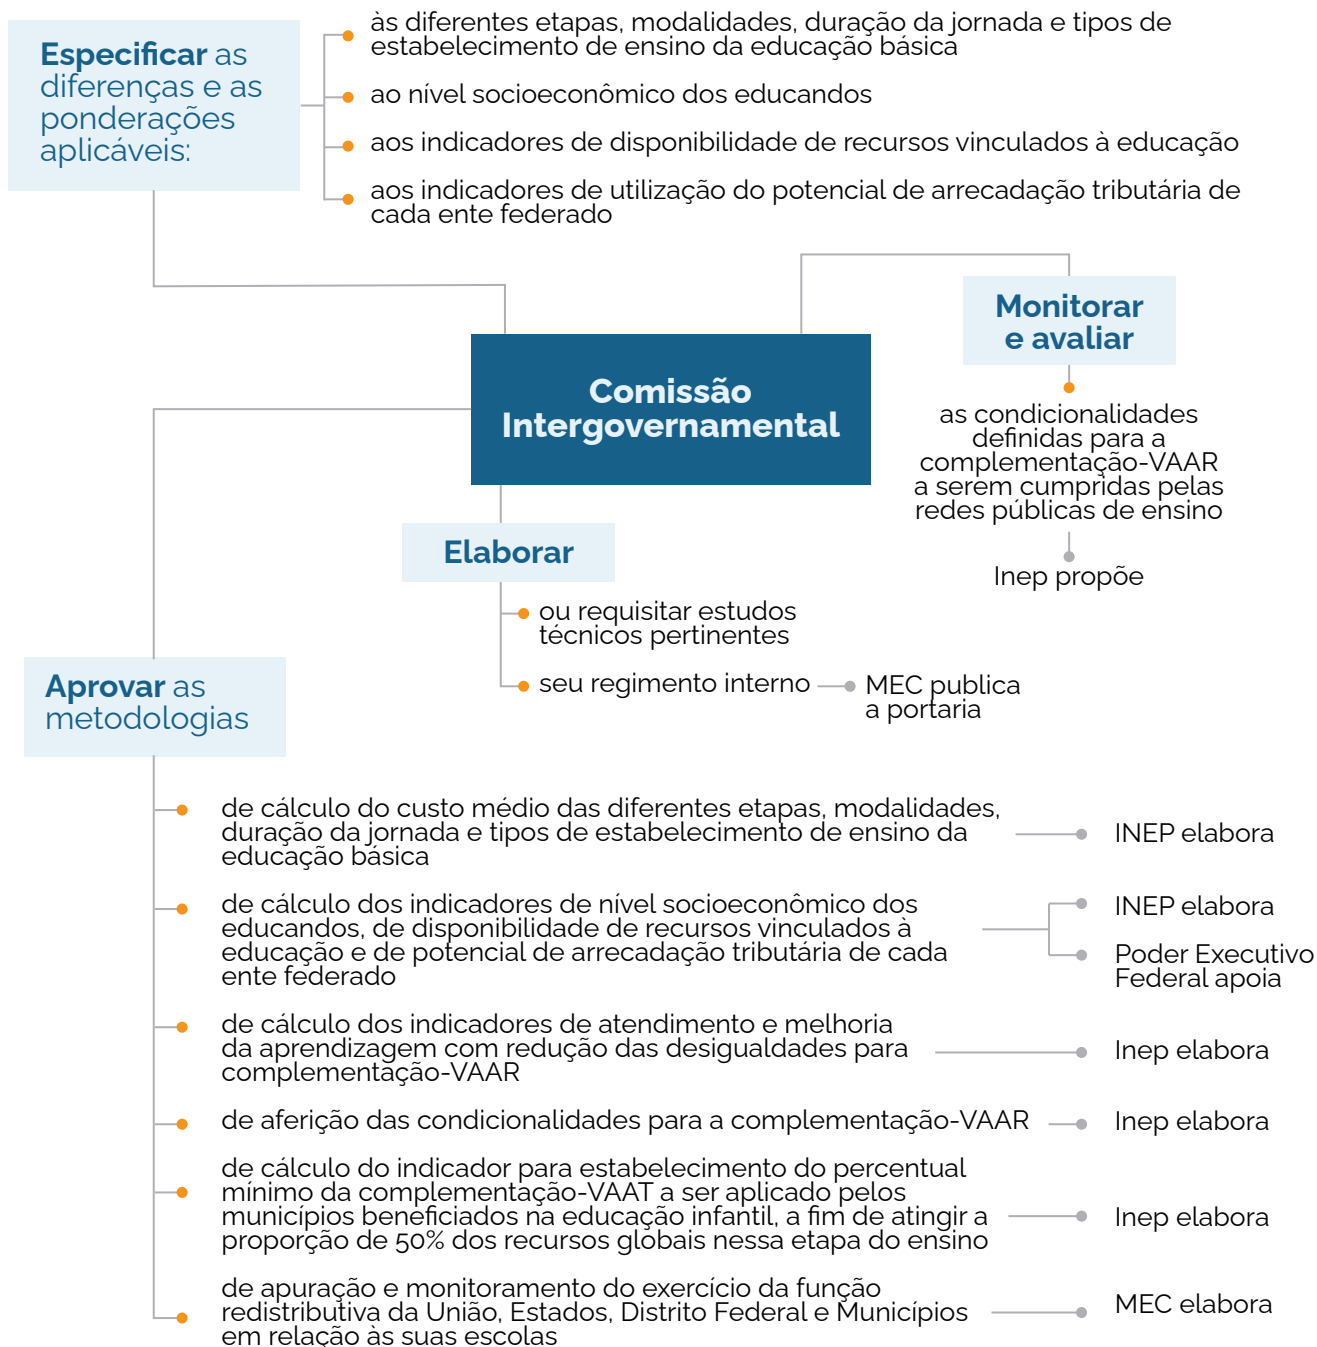 Especificar as
diferenças e as
ponderações
aplicáveis:
às diferentes etapas, modalidades, duração da jornada e tipos de
estabelecimento de ensino da educação básica
ao nível socioeconômico dos educandos
aos indicadores de disponibilidade de recursos vinculados à educação
aos indicadores de utilização do potencial de arrecadação tributária de
cada ente federado
Comissão
Intergovernamental
Monitorar
e avaliar
as condicionalidades
definidas para a
complementação-VAAR
a serem cumpridas pelas
redes públicas de ensino
Inep propõe
Elaborar
ou requisitar estudos
técnicos pertinentes
seu regimento interno
MEC publica
a portaria
Aprovar as
metodologias
de cálculo do custo médio das diferentes etapas, modalidades,
duração da jornada e tipos de estabelecimento de ensino da
educação básica
INEP elabora
de cálculo dos indicadores de nível socioeconômico dos
educandos, de disponibilidade de recursos vinculados à
educação e de potencial de arrecadação tributária de cada
ente federado
INEP elabora
Poder Executivo
Federal apoia
de cálculo dos indicadores de atendimento e melhoria
da aprendizagem com redução das desigualdades para
complementação-VAAR
Inep elabora
de aferição das condicionalidades para a complementação-VAAR
Inep elabora
de cálculo do indicador para estabelecimento do percentual
mínimo da complementação-VAAT a ser aplicado pelos
municípios beneficiados na educação infantil, a fim de atingir a
proporção de 50% dos recursos globais nessa etapa do ensino
Inep elabora
de apuração e monitoramento do exercício da função
redistributiva da União, Estados, Distrito Federal e Municípios
em relação às suas escolas
MEC elabora